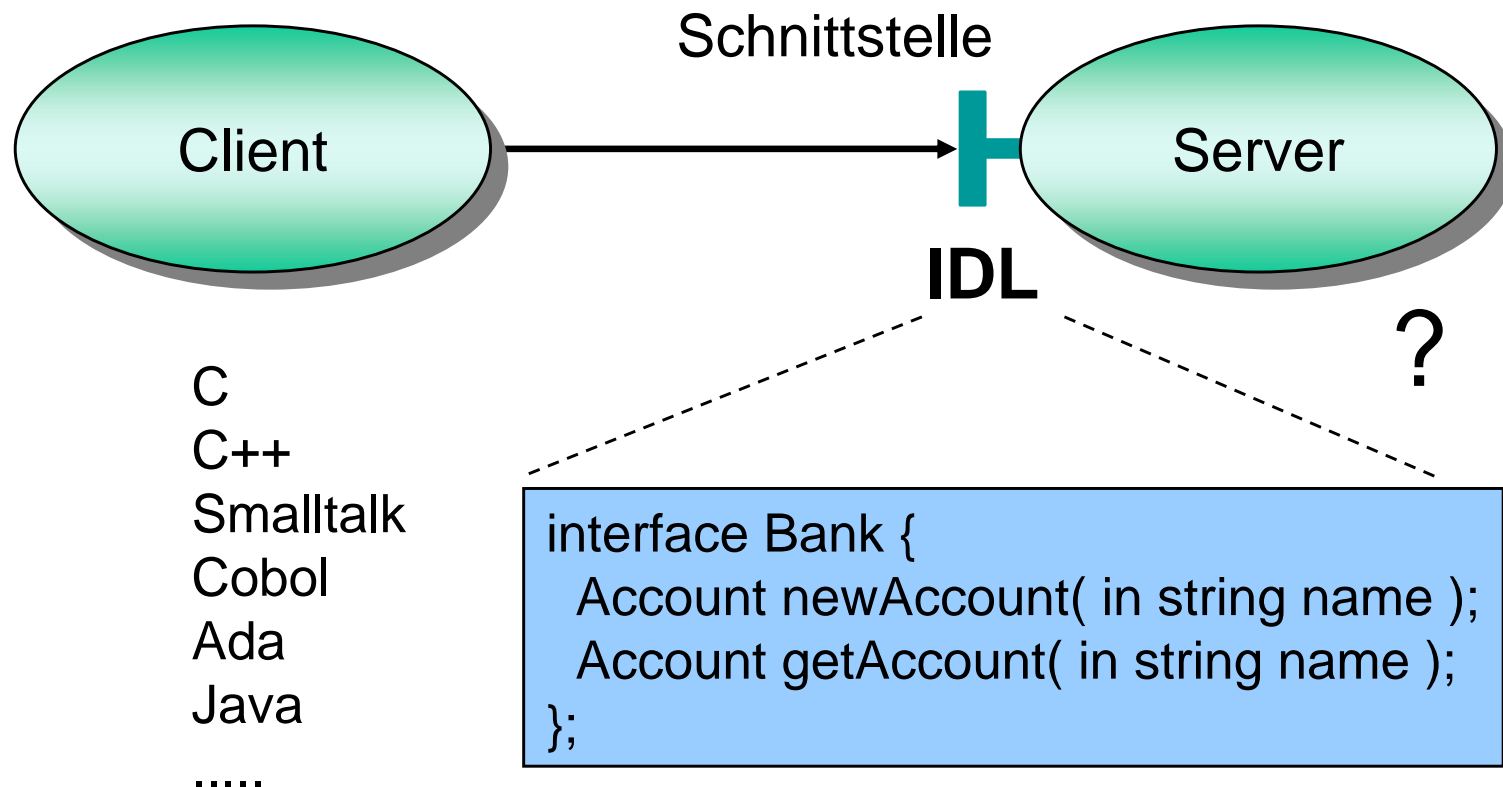 Schnittstelle
Client
Server
IDL
?
C
C++
Smalltalk
Cobol
Ada
Java
.....
interface Bank {
Account newAccount( in string name );
Account getAccount( in string name );
};